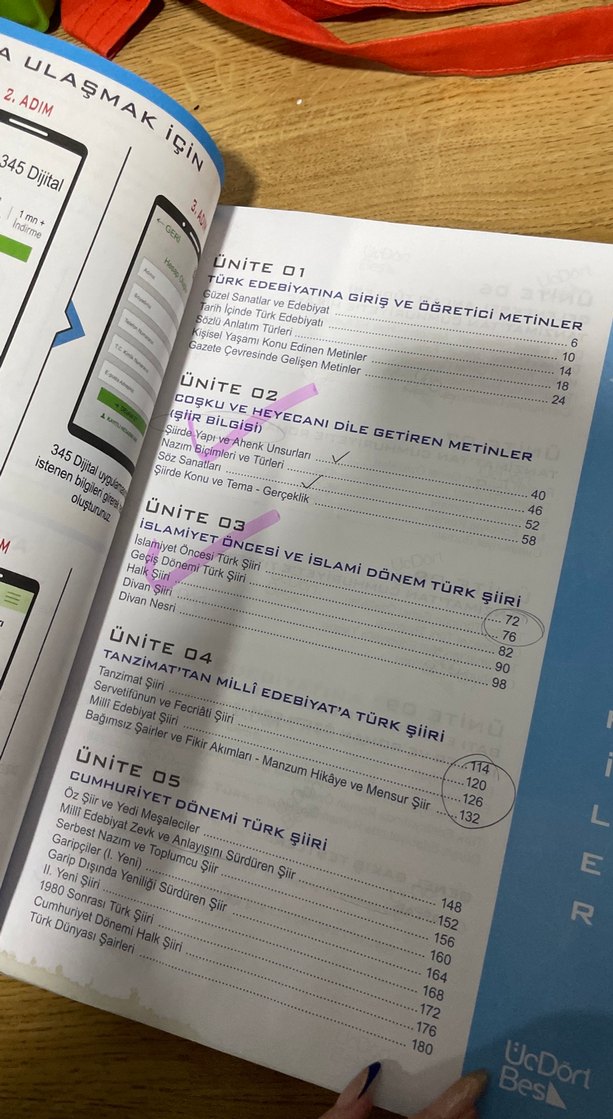 A ULAŞMAK İÇİN
2. ADIM
345 Dijital
1 mn +
İndirme
3. ADIM
← GERİ
345 Dijital uygulama
istenen bilgileri girerek
oluşturunuz.
M
ÜNİTE 01
TÜRK EDEBİYATINA GİRİŞ VE ÖĞRETİCİ METİNLER
Güzel Sanatlar ve Edebiyat 6
Tarih İçinde Türk Edebiyatı 10
Sözlü Anlatım Türleri 14
Kişisel Yaşamı Konu Edinen Metinler 18
Gazete Çevresinde Gelişen Metinler 24
ÜNİTE 02
COŞKU VE HEYECANI DİLE GETİREN METİNLER
(ŞİİR BİLGİSİ)
Şiirde Yapı ve Ahenk Unsurları 40
Nazım Biçimleri ve Türleri 46
Söz Sanatları 52
Şiirde Konu ve Tema - Gerçeklik 58
ÜNİTE 03
İSLAMİYET ÖNCESİ VE İSLAMİ DÖNEM TÜRK ŞİİRİ
İslamiyet Öncesi Türk Şiiri 72
Geçiş Dönemi Türk Şiiri 76
Halk Şiiri 82
Divan Şiiri 90
Divan Nesri 98
ÜNİTE 04
TANZİMAT'TAN MİLLÎ EDEBİYAT'A TÜRK ŞİİRİ
Tanzimat Şiiri 114
Servetifünun ve Fecriâti Şiiri 120
Millî Edebiyat Şiiri 126
Bağımsız Şairler ve Fikir Akımları - Manzum Hikâye ve Mensur Şiir 132
ÜNİTE 05
CUMHURİYET DÖNEMİ TÜRK ŞİİRİ
Öz Şiir ve Yedi Meşaleciler 148
Millî Edebiyat Zevk ve Anlayışını Sürdüren Şiir 152
Serbest Nazım ve Toplumcu Şiir 156
Garipçiler (I. Yeni) 160
Garip Dışında Yeniliği Sürdüren Şiir 164
II. Yeni Şiiri 168
1980 Sonrası Türk Şiiri 172
Cumhuriyet Dönemi Halk Şiiri 176
Türk Dünyası Şairleri 180
İ
L
E
R
ÜçDört
Beş